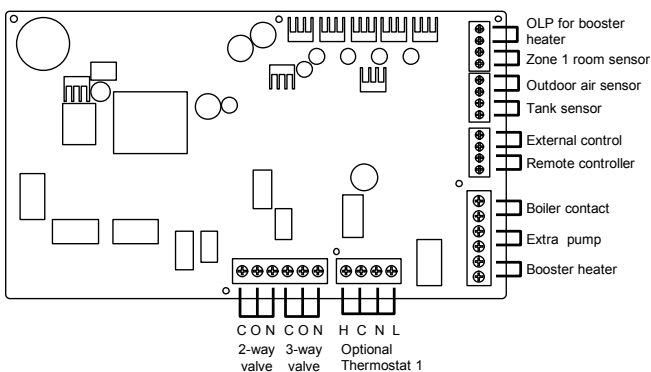 OLP for booster
heater
Zone 1 room sensor
Outdoor air sensor
Tank sensor
External control
Remote controller
Boiler contact
Extra pump
Booster heater
C O N C O N H C N L
2-way 3-way Optional
valve valve Thermostat 1